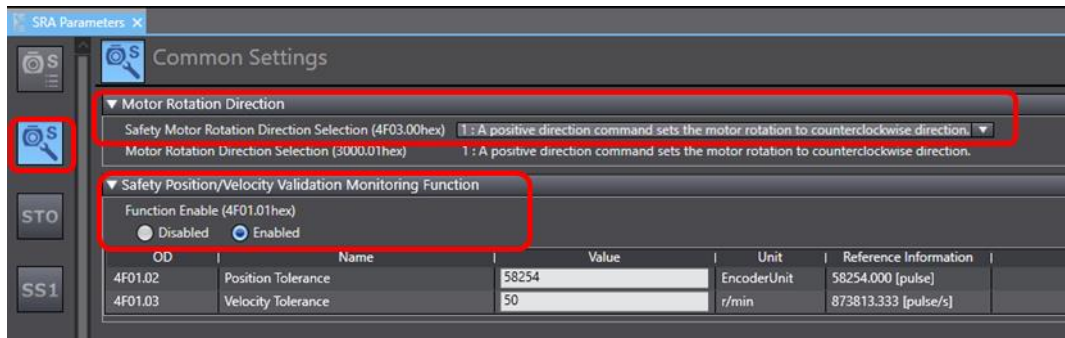 SRA Parameters ×
S
S
Common Settings
▼ Motor Rotation Direction
Safety Motor Rotation Direction Selection (4F03.00hex) 1 : A positive direction command sets the motor rotation to counterclockwise direction. ▼
S
Motor Rotation Direction Selection (3000.01hex) 1 : A positive direction command sets the motor rotation to counterclockwise direction.
▼ Safety Position/Velocity Validation Monitoring Function
STO
Function Enable (4F01.01hex)
Disabled Enabled
OD | Name | Value | Unit | Reference Information |
4F01.02 Position Tolerance 58254 EncoderUnit 58254.000 [pulse]
SS1
4F01.03 Velocity Tolerance 50 r/min 873813.333 [pulse/s]